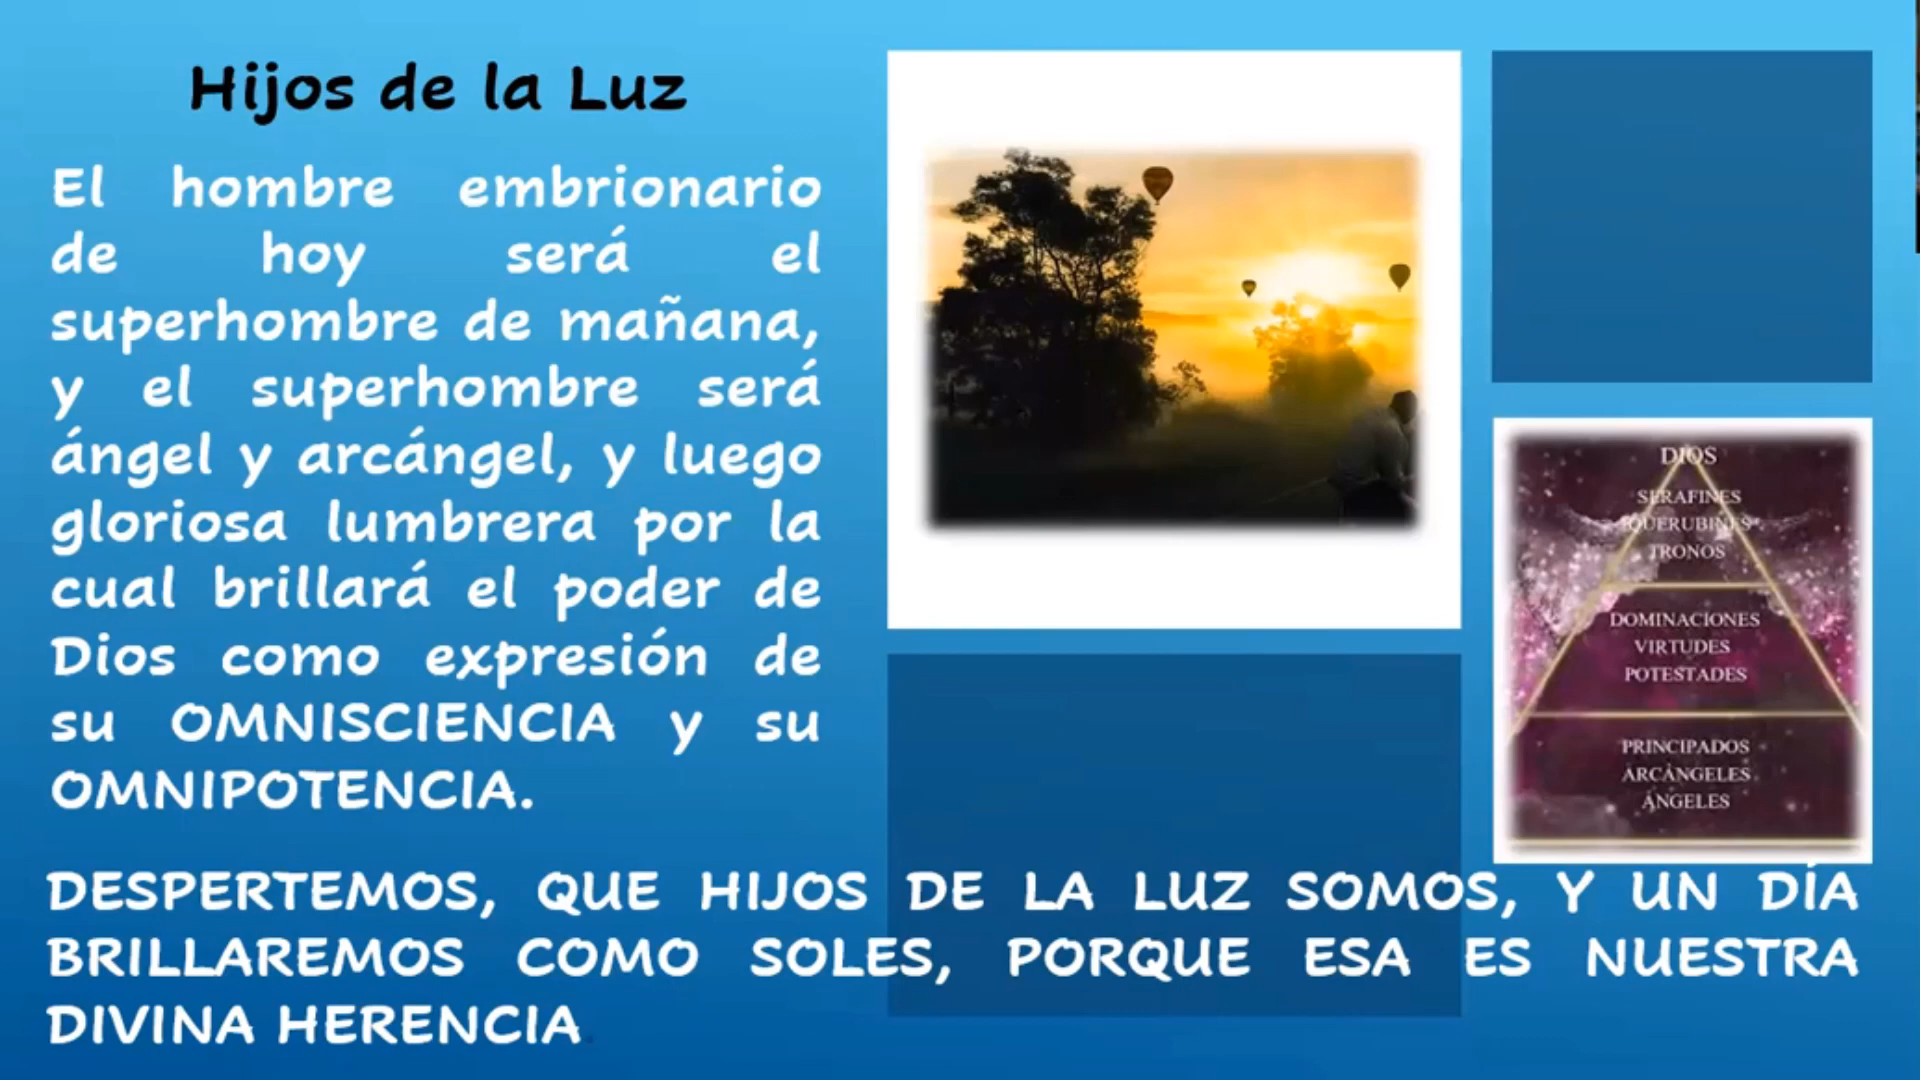 Hijos de la Luz
El hombre embrionario
de hoy será el
superhombre de mañana,
y el superhombre será
ángel y arcángel, y luego
gloriosa lumbrera por la
cual brillará el poder de
Dios como expresión de
su OMNISCIENCIA y su
OMNIPOTENCIA.
DIOS
SERAFINES
QUERUBINES
TRONOS
DOMINACIONES
VIRTUDES
POTESTADES
PRINCIPADOS
ARCÁNGELES
ÁNGELES
DESPERTEMOS, QUE HIJOS DE LA LUZ SOMOS, Y UN DÍA
BRILLAREMOS COMO SOLES, PORQUE ESA ES NUESTRA
DIVINA HERENCIA.